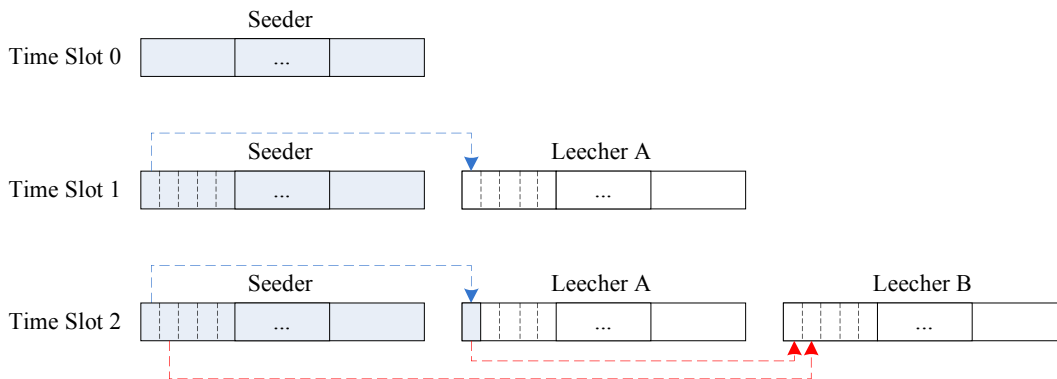 Seeder
Time Slot 0
...
Seeder
Leecher A
Time Slot 1
...
...
Seeder
Leecher A
Leecher B
Time Slot 2
...
...
...